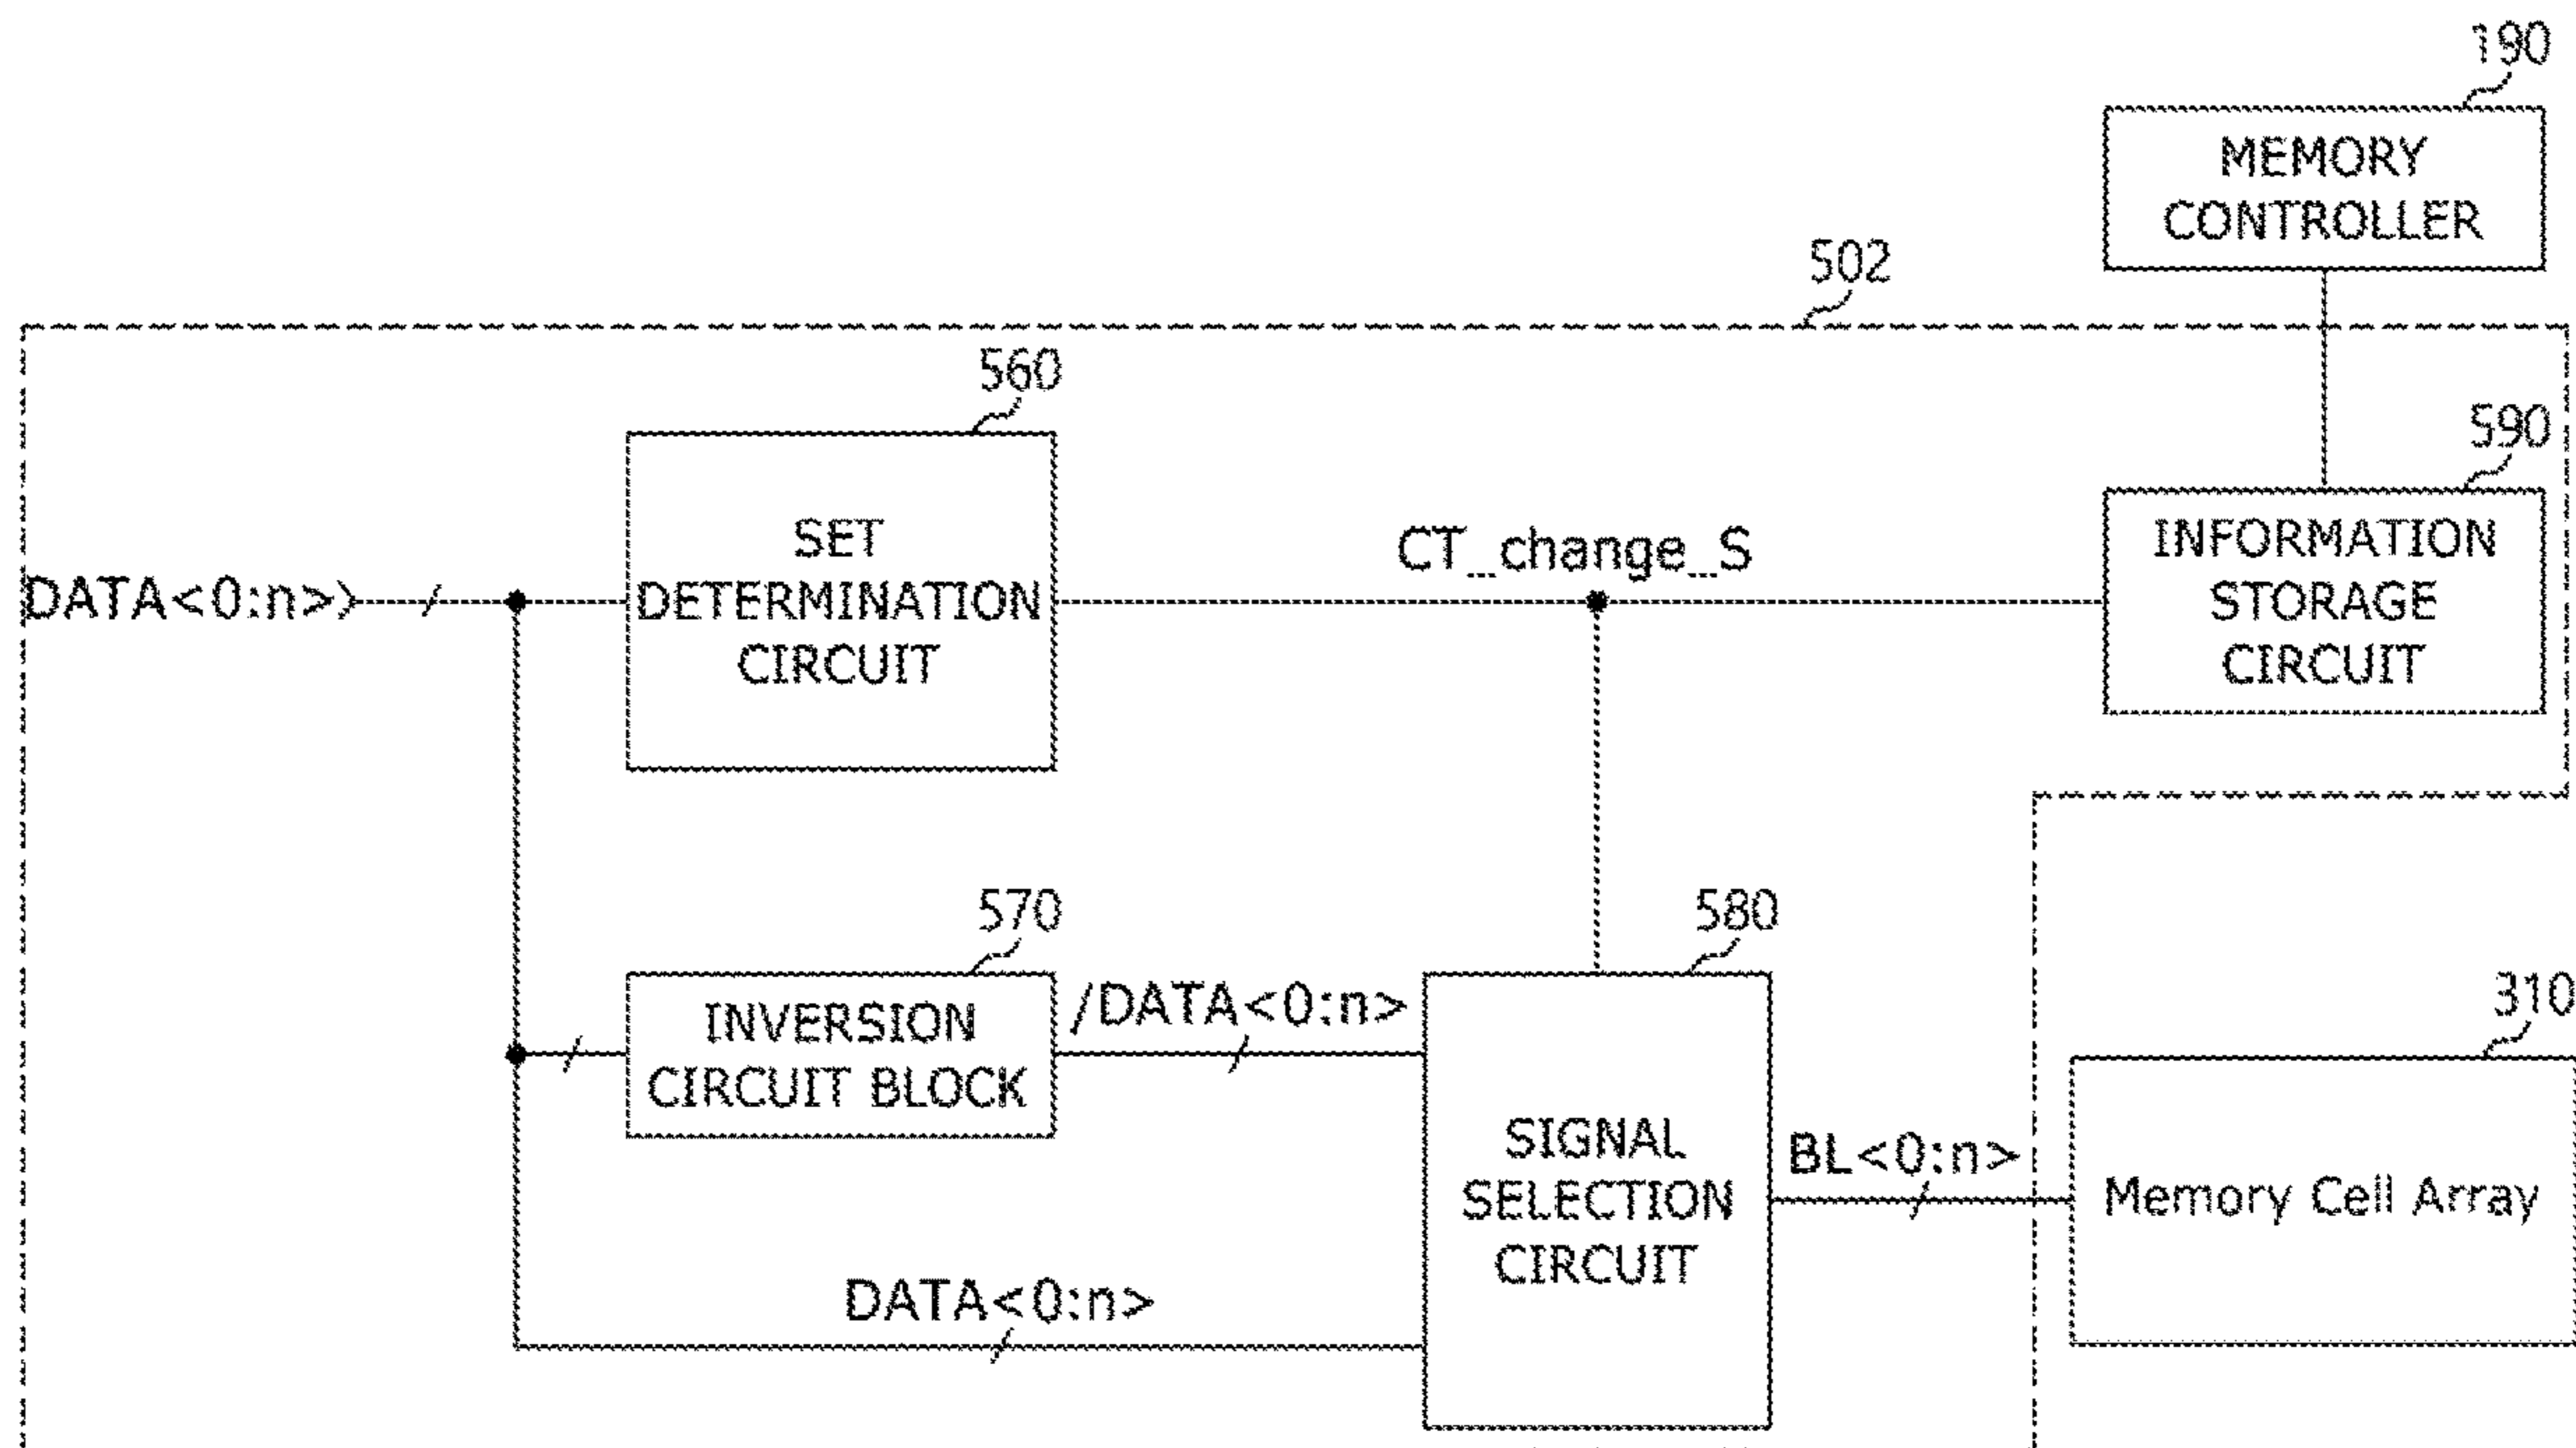 190
MEMORY
CONTROLLER
502
560
590
SET
DETERMINATION
CIRCUIT
CT_change_S
INFORMATION
STORAGE
CIRCUIT
DATA<0:n>
570
580
310
INVERSION
CIRCUIT BLOCK
/DATA<0:n>
SIGNAL
SELECTION
CIRCUIT
BL<0:n>
Memory Cell Array
DATA<0:n>